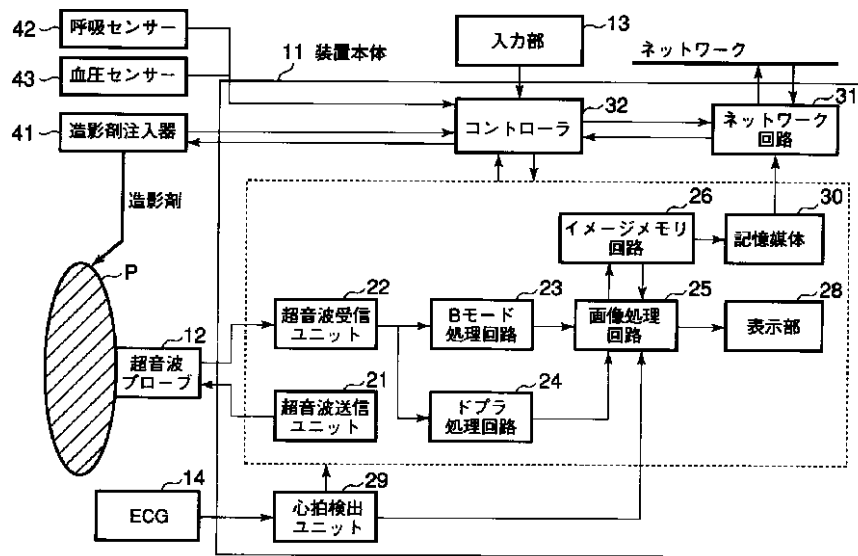 42
呼吸センサー
43
血圧センサー
41
造影剤注入器
11 装置本体
入力部
13
ネットワーク
32
コントローラ
31
ネットワーク
回路
造影剤
P
26
イメージメモリ
回路
30
記憶媒体
12
超音波
プローブ
22
超音波受信
ユニット
23
Bモード
処理回路
25
画像処理
回路
28
表示部
21
超音波送信
ユニット
24
ドプラ
処理回路
14
ECG
29
心拍検出
ユニット